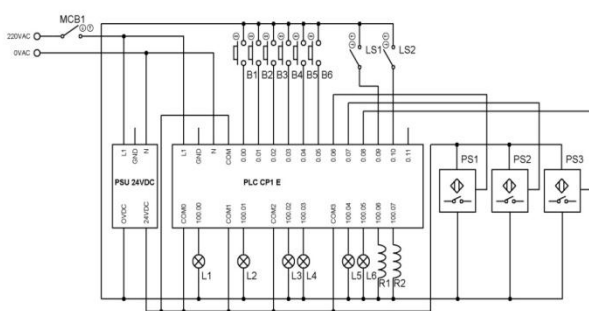 MCB1
220VAC
0VAC
B1 B2 B3 B4 B5 B6
LS1 LS2
L1 GND N
L1 GND N COM 0.00 0.01 0.02 0.03 0.04 0.05 0.06 0.07 0.08 0.09 0.10 0.11
PSU 24VDC
PLC CP1 E
PS1 PS2 PS3
0VDC 24VDC
COM0 100.00 COM1 100.01 COM2 100.02 100.03 COM3 100.04 100.05 100.06 100.07
L1 L2 L3 L4 L5 L6 R1 R2